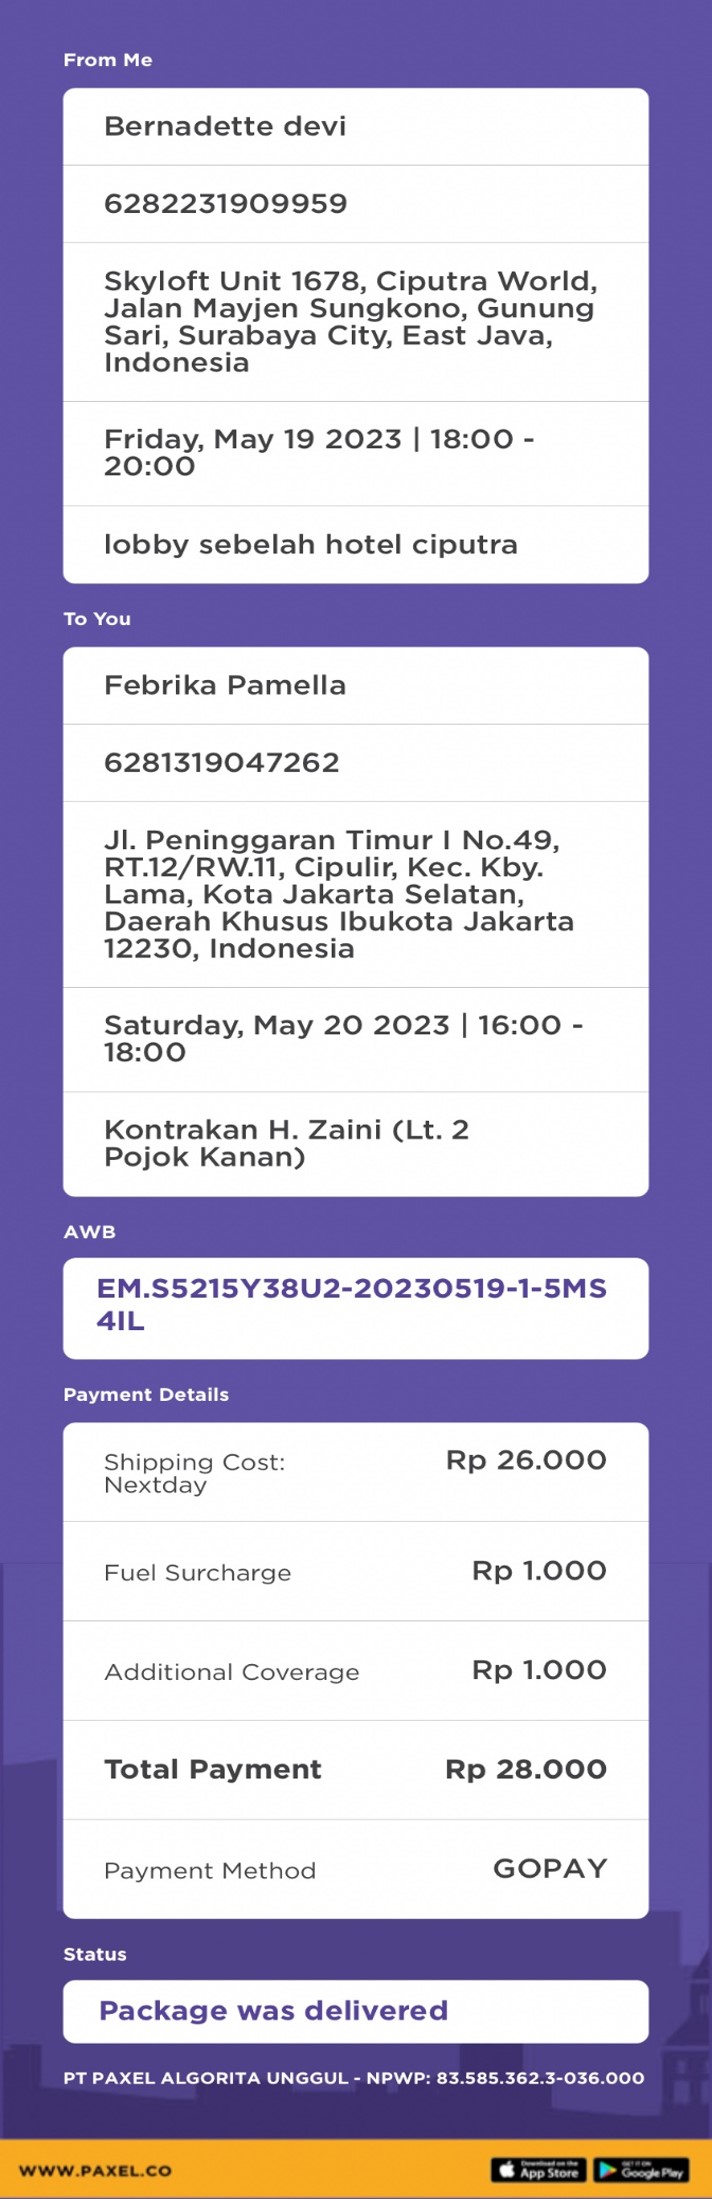 From Me
Bernadette devi
6282231909959
Skyloft Unit 1678, Ciputra World,
Jalan Mayjen Sungkono, Gunung
Sari, Surabaya City, East Java,
Indonesia
Friday, May 19 2023 | 18:00 -
20:00
lobby sebelah hotel ciputra
To You
Febrika Pamella
6281319047262
Jl. Peninggaran Timur I No.49,
RT.12/RW.11, Cipulir, Kec. Kby.
Lama, Kota Jakarta Selatan,
Daerah Khusus Ibukota Jakarta
12230, Indonesia
Saturday, May 20 2023 | 16:00 -
18:00
Kontrakan H. Zaini (Lt. 2
Pojok Kanan)
AWB
EM.S5215Y38U2-20230519-1-5MS
4IL
Payment Details
Shipping Cost: Rp 26.000
Nextday
Fuel Surcharge Rp 1.000
Additional Coverage Rp 1.000
Total Payment Rp 28.000
Payment Method GOPAY
Status
Package was delivered
PT PAXEL ALGORITA UNGGUL - NPWP: 83.585.362.3-036.000
WWW.PAXEL.CO
Download on the
App Store
GET IT ON
Google Play